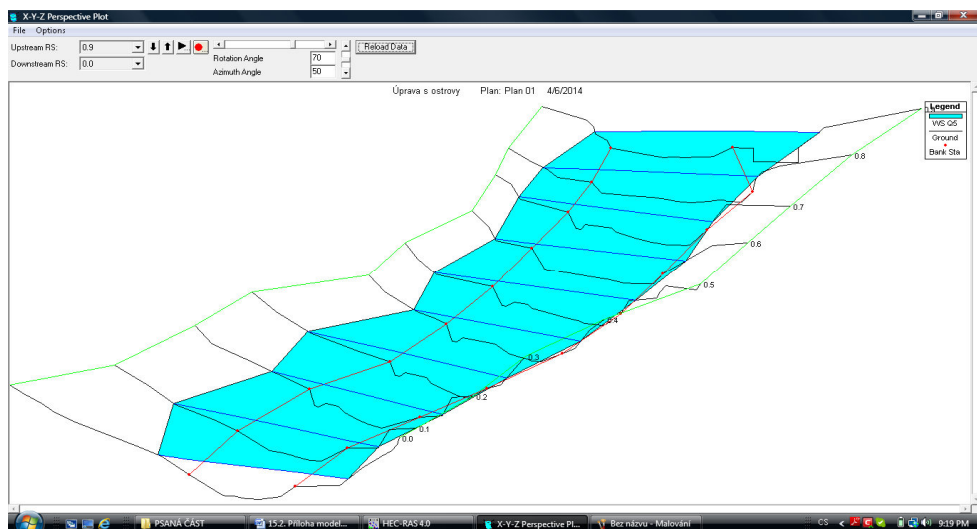 X-Y-Z Perspective Plot
File Options
Upstream RS: 0.9
Downstream RS: 0.0
Rotation Angle 70
Azimuth Angle 50
Reload Data
Úprava s ostrovy Plan: Plan 01 4/6/2014
Legend
WS Q5
Ground
Bank Sta
0.8
0.7
0.6
0.5
0.4
0.3
0.2
0.1
0.0
PSANÁ ČÁST
15.2. Příloha model...
HEC-RAS 4.0
X-Y-Z Perspective Pl...
Bez názvu - Malování
CS
9:19 PM